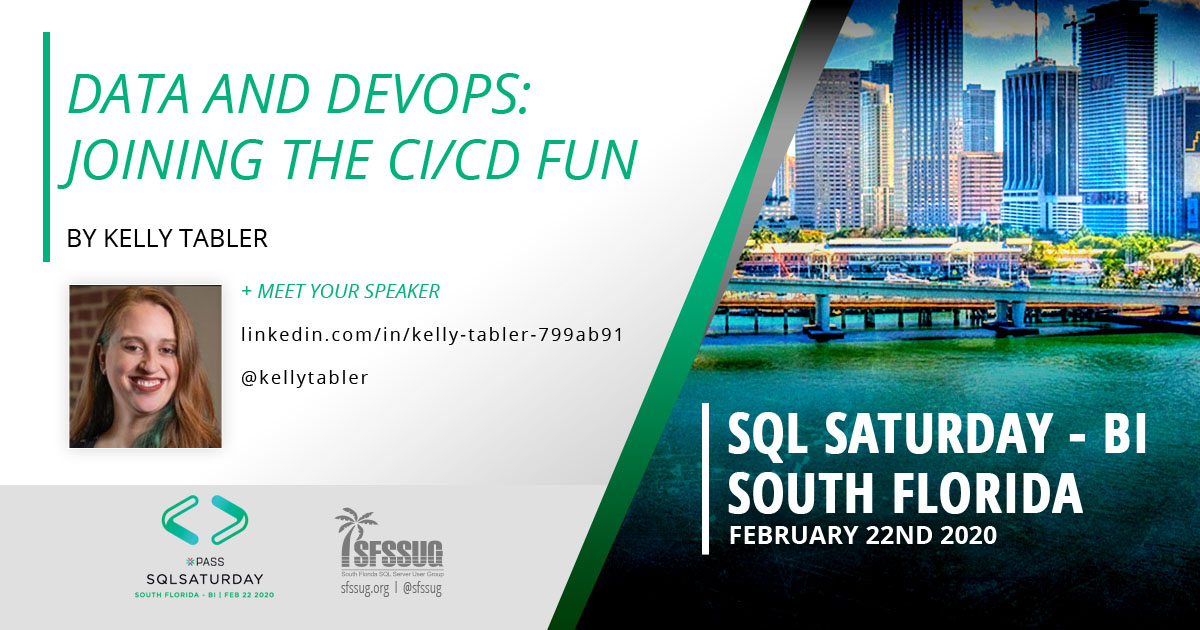 DATA AND DEVOPS:
JOINING THE CI/CD FUN
BY KELLY TABLER
+ MEET YOUR SPEAKER
linkedin.com/in/kelly-tabler-799ab91
@kellytabler
SQL SATURDAY - BI
SOUTH FLORIDA
FEBRUARY 22ND 2020
PASS
SQLSATURDAY
SOUTH FLORIDA - BI | FEB 22 2020
SFSSUG
South Florida SQL Server User Group
sfssug.org | @sfssug